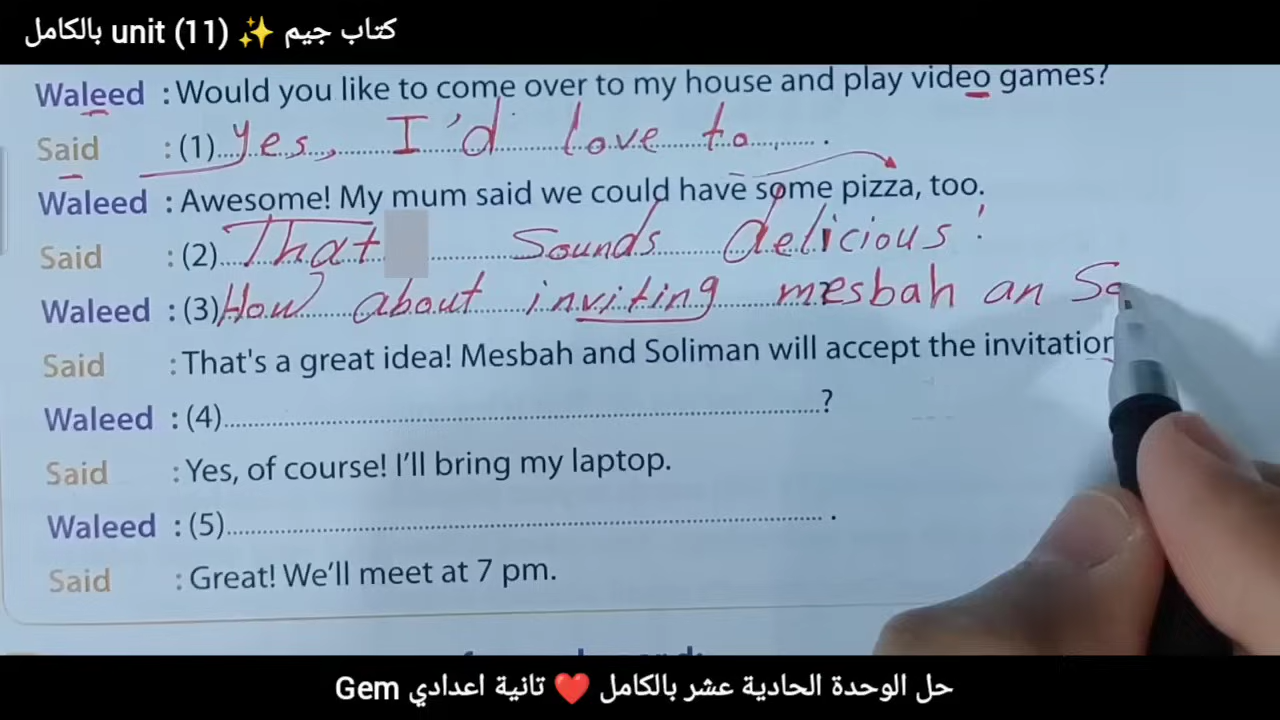 كتاب جيم ✨ unit (11) بالكامل
Waleed : Would you like to come over to my house and play video games?
Said : (1) Yes, I'd love to .
Waleed : Awesome! My mum said we could have some pizza, too.
Said : (2) That Sounds delicious !
Waleed : (3) How about inviting mesbah an So
Said : That's a great idea! Mesbah and Soliman will accept the invitation
Waleed : (4)..........?
Said : Yes, of course! I'll bring my laptop.
Waleed : (5)..........
Said : Great! We'll meet at 7 pm.
حل الوحدة الحادية عشر بالكامل ❤️ تانية اعدادي Gem